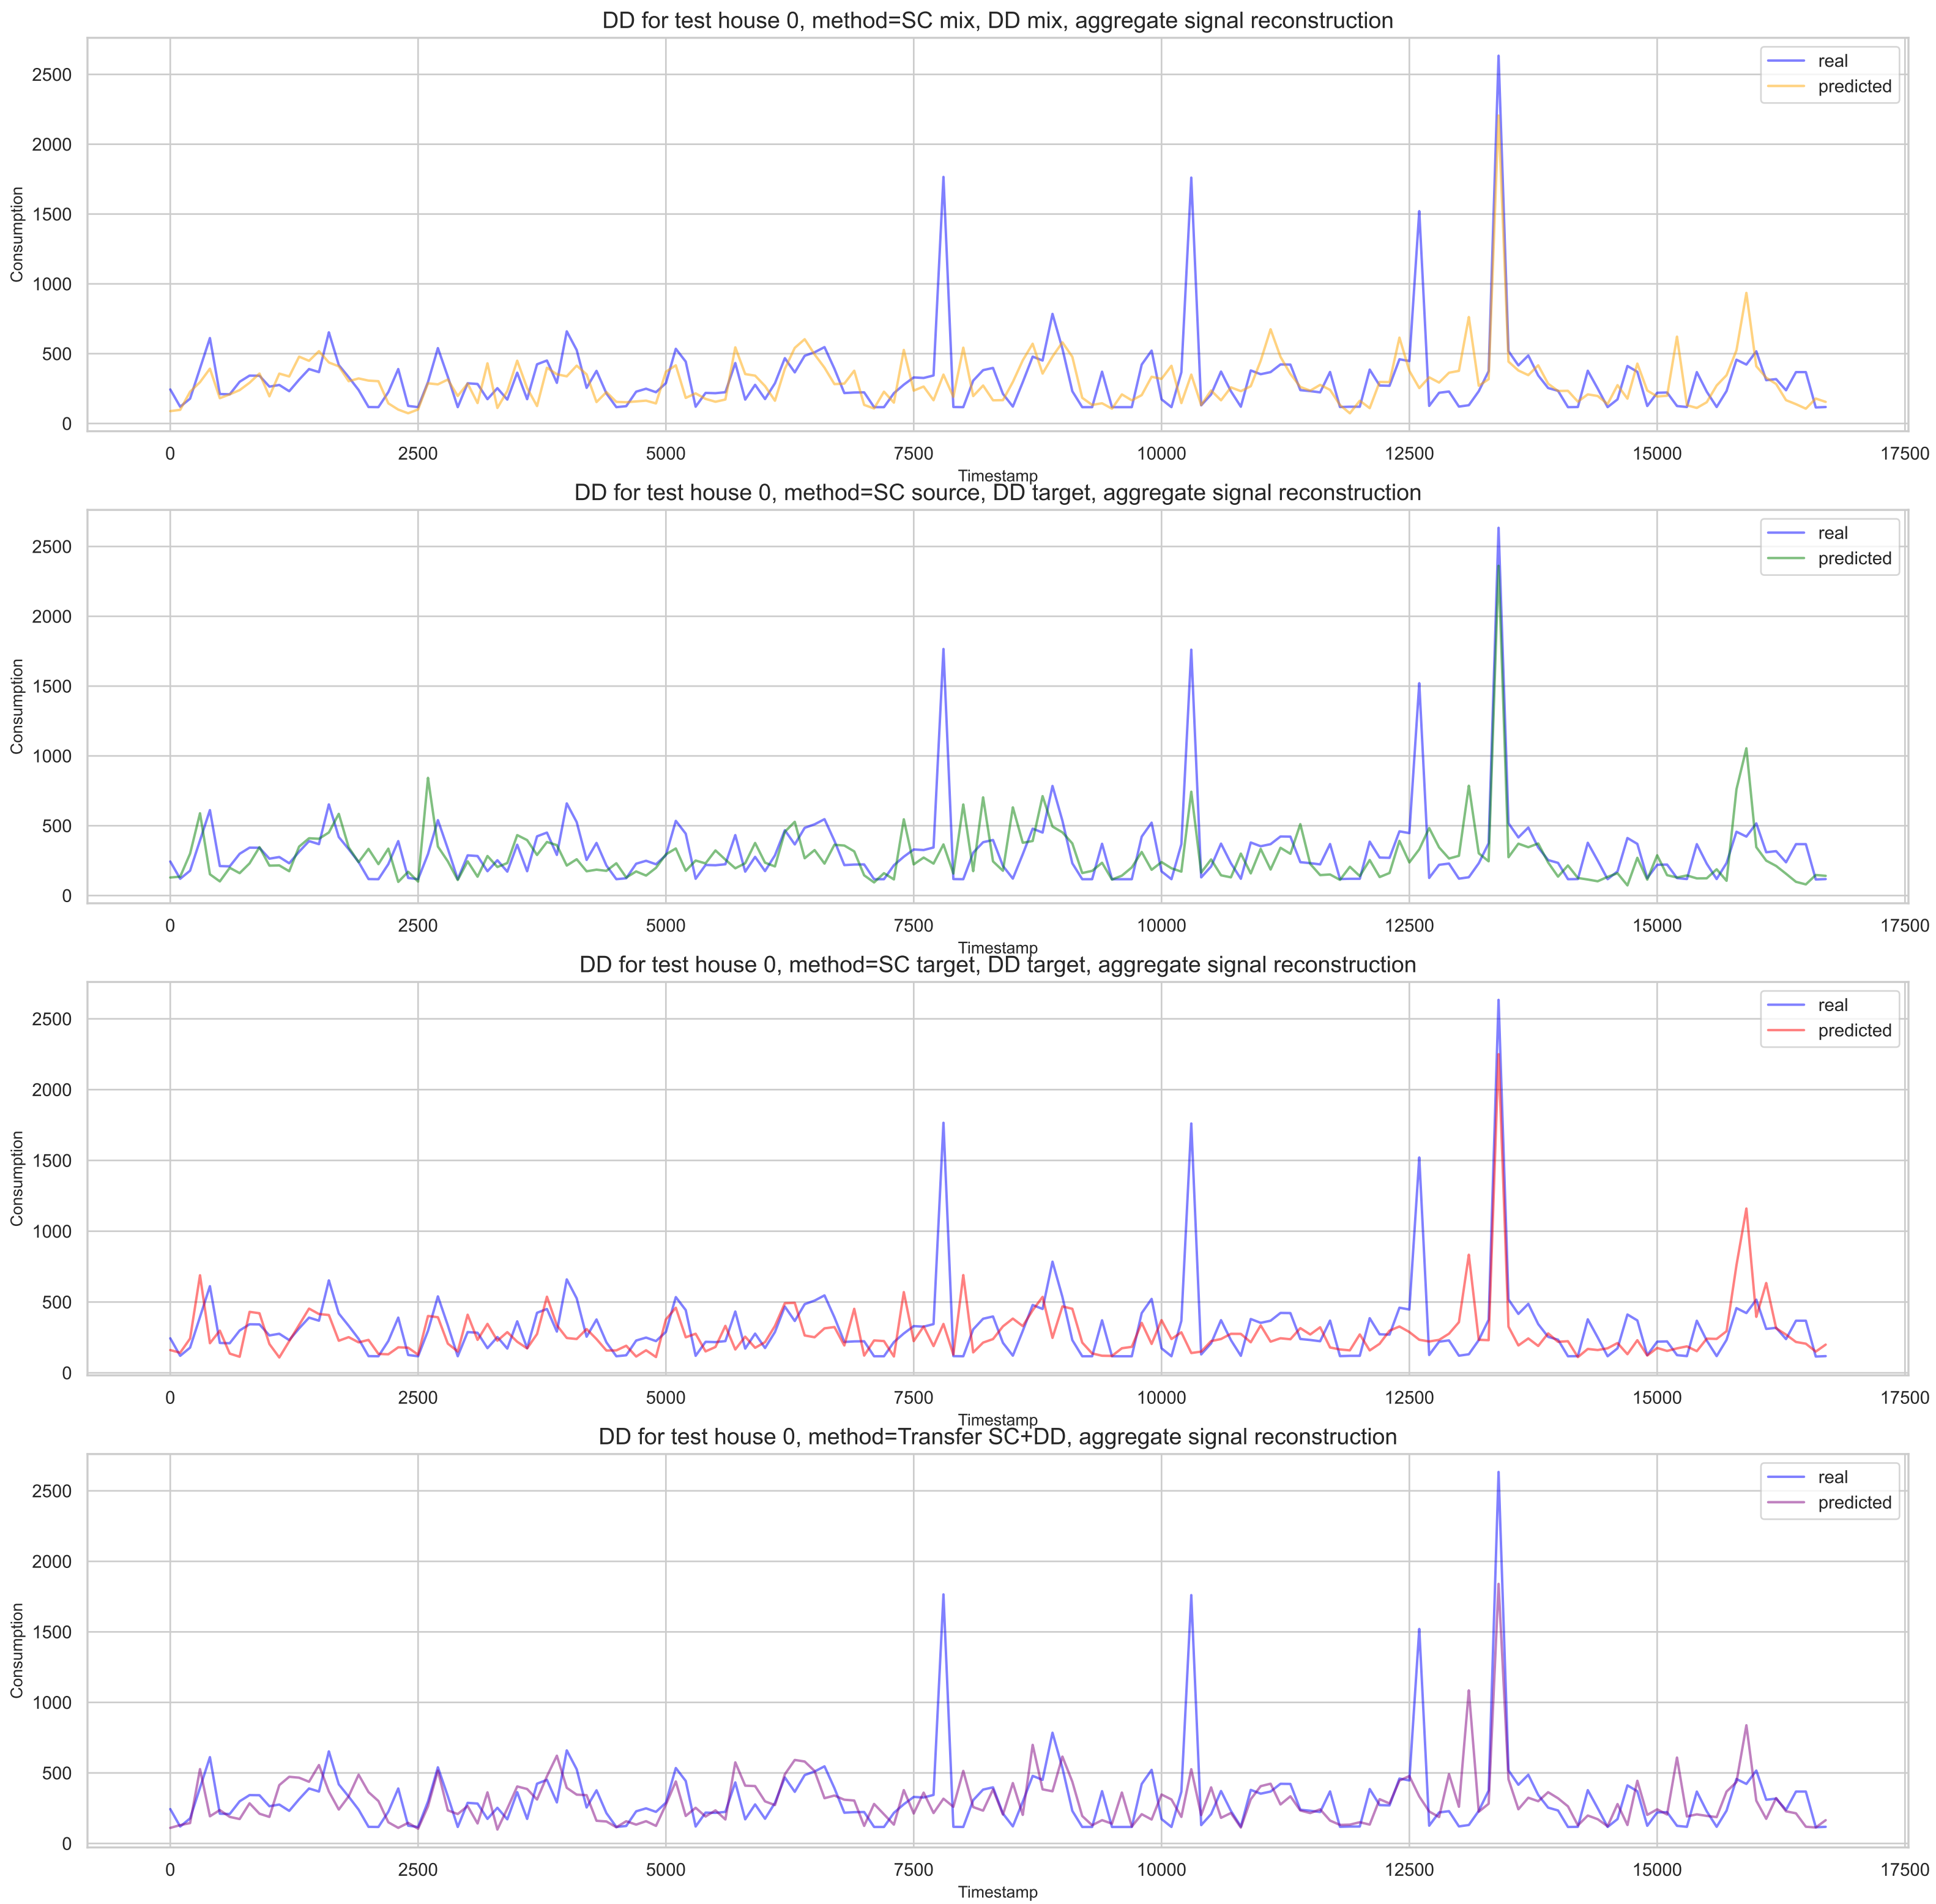 DD for test house 0, method=SC mix, DD mix, aggregate signal reconstruction
real
predicted
2500
2000
1500
1000
500
0
Consumption
0 2500 5000 7500 10000 12500 15000 17500
Timestamp
DD for test house 0, method=SC source, DD target, aggregate signal reconstruction
real
predicted
2500
2000
1500
1000
500
0
Consumption
0 2500 5000 7500 10000 12500 15000 17500
Timestamp
DD for test house 0, method=SC target, DD target, aggregate signal reconstruction
real
predicted
2500
2000
1500
1000
500
0
Consumption
0 2500 5000 7500 10000 12500 15000 17500
Timestamp
DD for test house 0, method=Transfer SC+DD, aggregate signal reconstruction
real
predicted
2500
2000
1500
1000
500
0
Consumption
0 2500 5000 7500 10000 12500 15000 17500
Timestamp